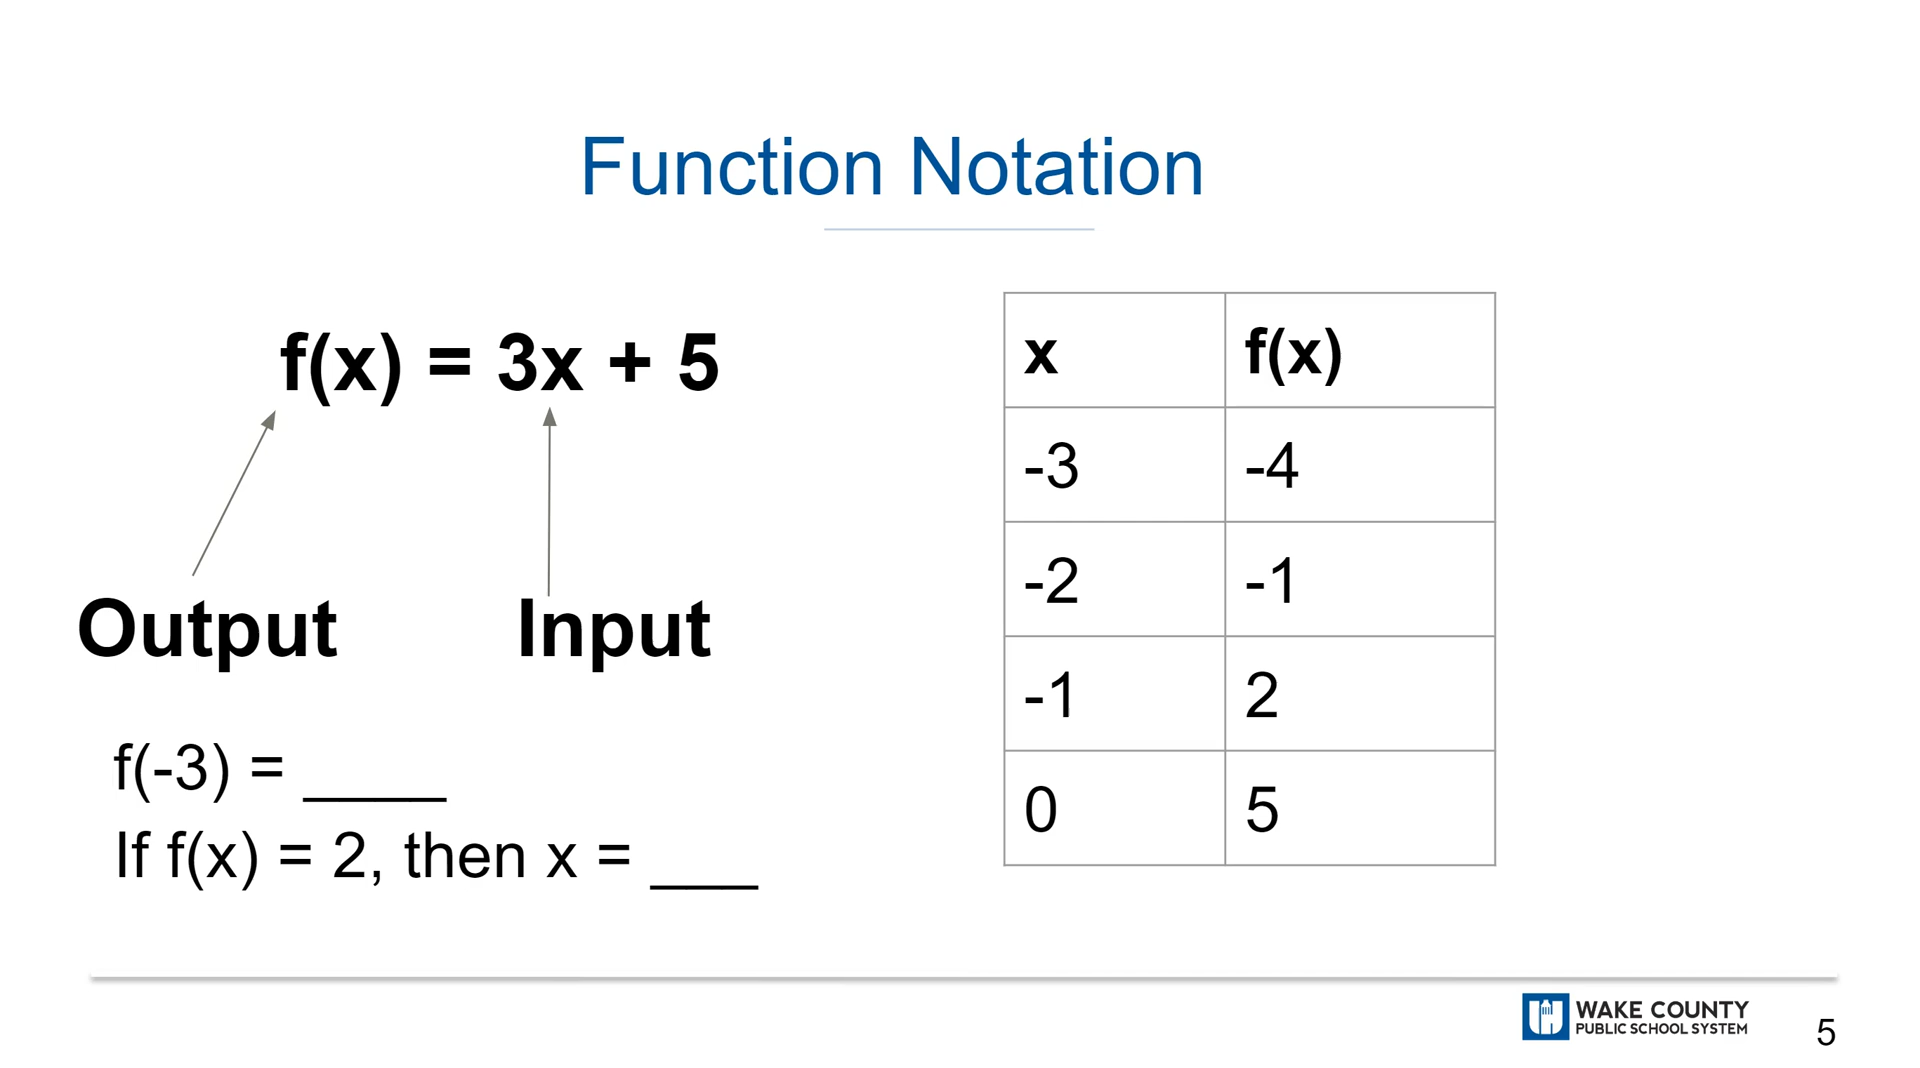 Function Notation
f(x) = 3x + 5
Output Input
f(-3) = ____
If f(x) = 2, then x = ___
x f(x)
-3 -4
-2 -1
-1 2
0 5
WAKE COUNTY
PUBLIC SCHOOL SYSTEM
5